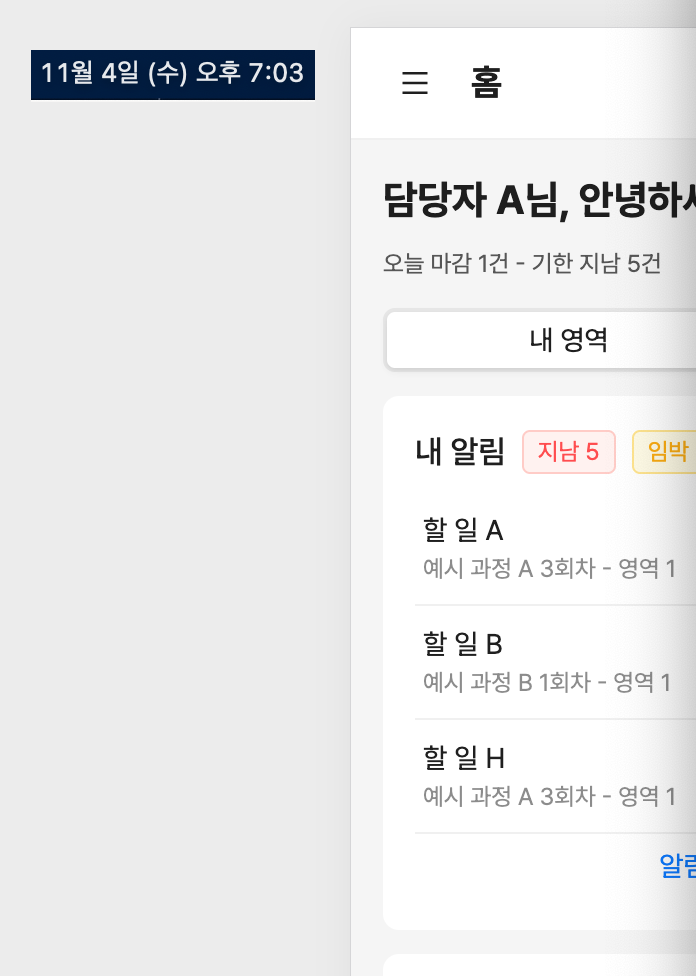 11월 4일 (수) 오후 7:03
홈
담당자 A님, 안녕하
오늘 마감 1건 - 기한 지남 5건
내 영역
내 알림 지남 5 임박
할 일 A
예시 과정 A 3회차 - 영역 1
할 일 B
예시 과정 B 1회차 - 영역 1
할 일 H
예시 과정 A 3회차 - 영역 1